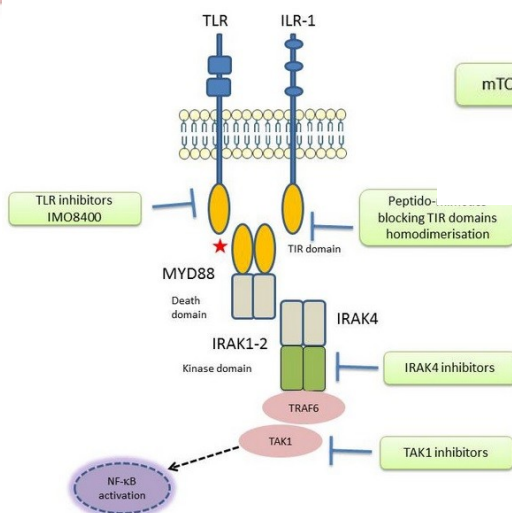 TLR
ILR-1
TLR inhibitors
IMO8400
Peptido-
blocking TIR domains
homodimerisation
TIR domain
MYD88
Death
domain
IRAK4
IRAK1-2
Kinase domain
IRAK4 inhibitors
TRAF6
TAK1
TAK1 inhibitors
NF-κB
activation